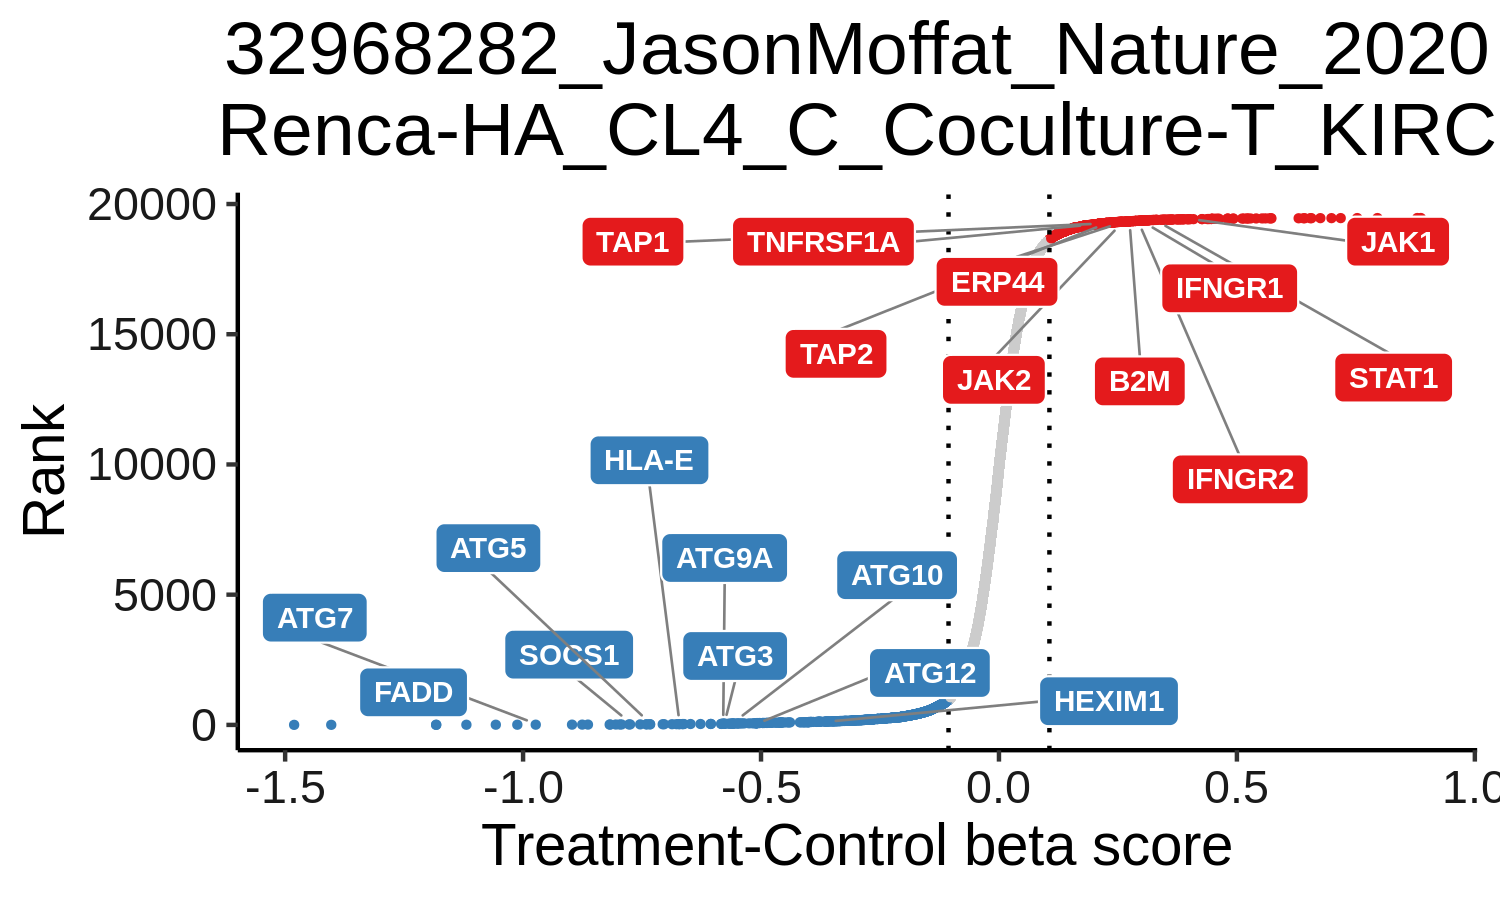 32968282_JasonMoffat_Nature_2020
Renca-HA_CL4_C_Coculture-T_KIRC
20000
TAP1 TNFRSF1A JAK1
ERP44 IFNGR1
15000
TAP2 JAK2 B2M STAT1
10000
HLA-E IFNGR2
Rank
ATG5 ATG9A ATG10
5000
ATG7 SOCS1 ATG3 ATG12
FADD HEXIM1
0
-1.5 -1.0 -0.5 0.0 0.5 1.0
Treatment-Control beta score